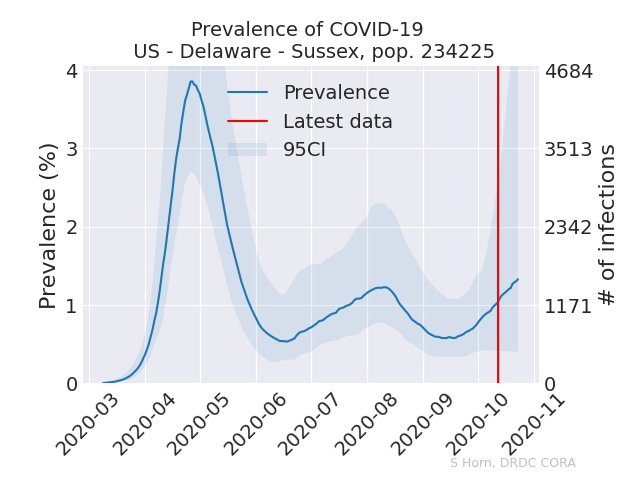 Prevalence of COVID-19
US - Delaware - Sussex, pop. 234225
Prevalence (%)
4
3
2
1
0
Prevalence
Latest data
95CI
4684
3513
2342
1171
0
# of infections
2020-03
2020-04
2020-05
2020-06
2020-07
2020-08
2020-09
2020-10
2020-11
S Horn, DRDC CORA